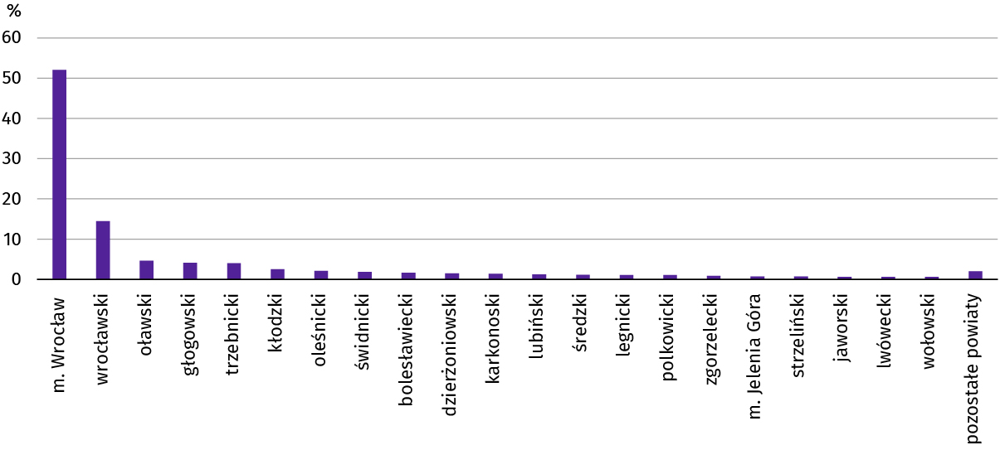 %
60
50
40
30
20
10
0
m. Wrocław
wrocławski
oławski
głogowski
trzebnicki
kłodzki
oleśnicki
świdnicki
bolesławiecki
dzierżoniowski
karkonoski
lubiński
średzki
legnicki
polkowicki
zgorzelecki
m. Jelenia Góra
strzeliński
jaworski
lwówecki
wołowski
pozostałe powiaty